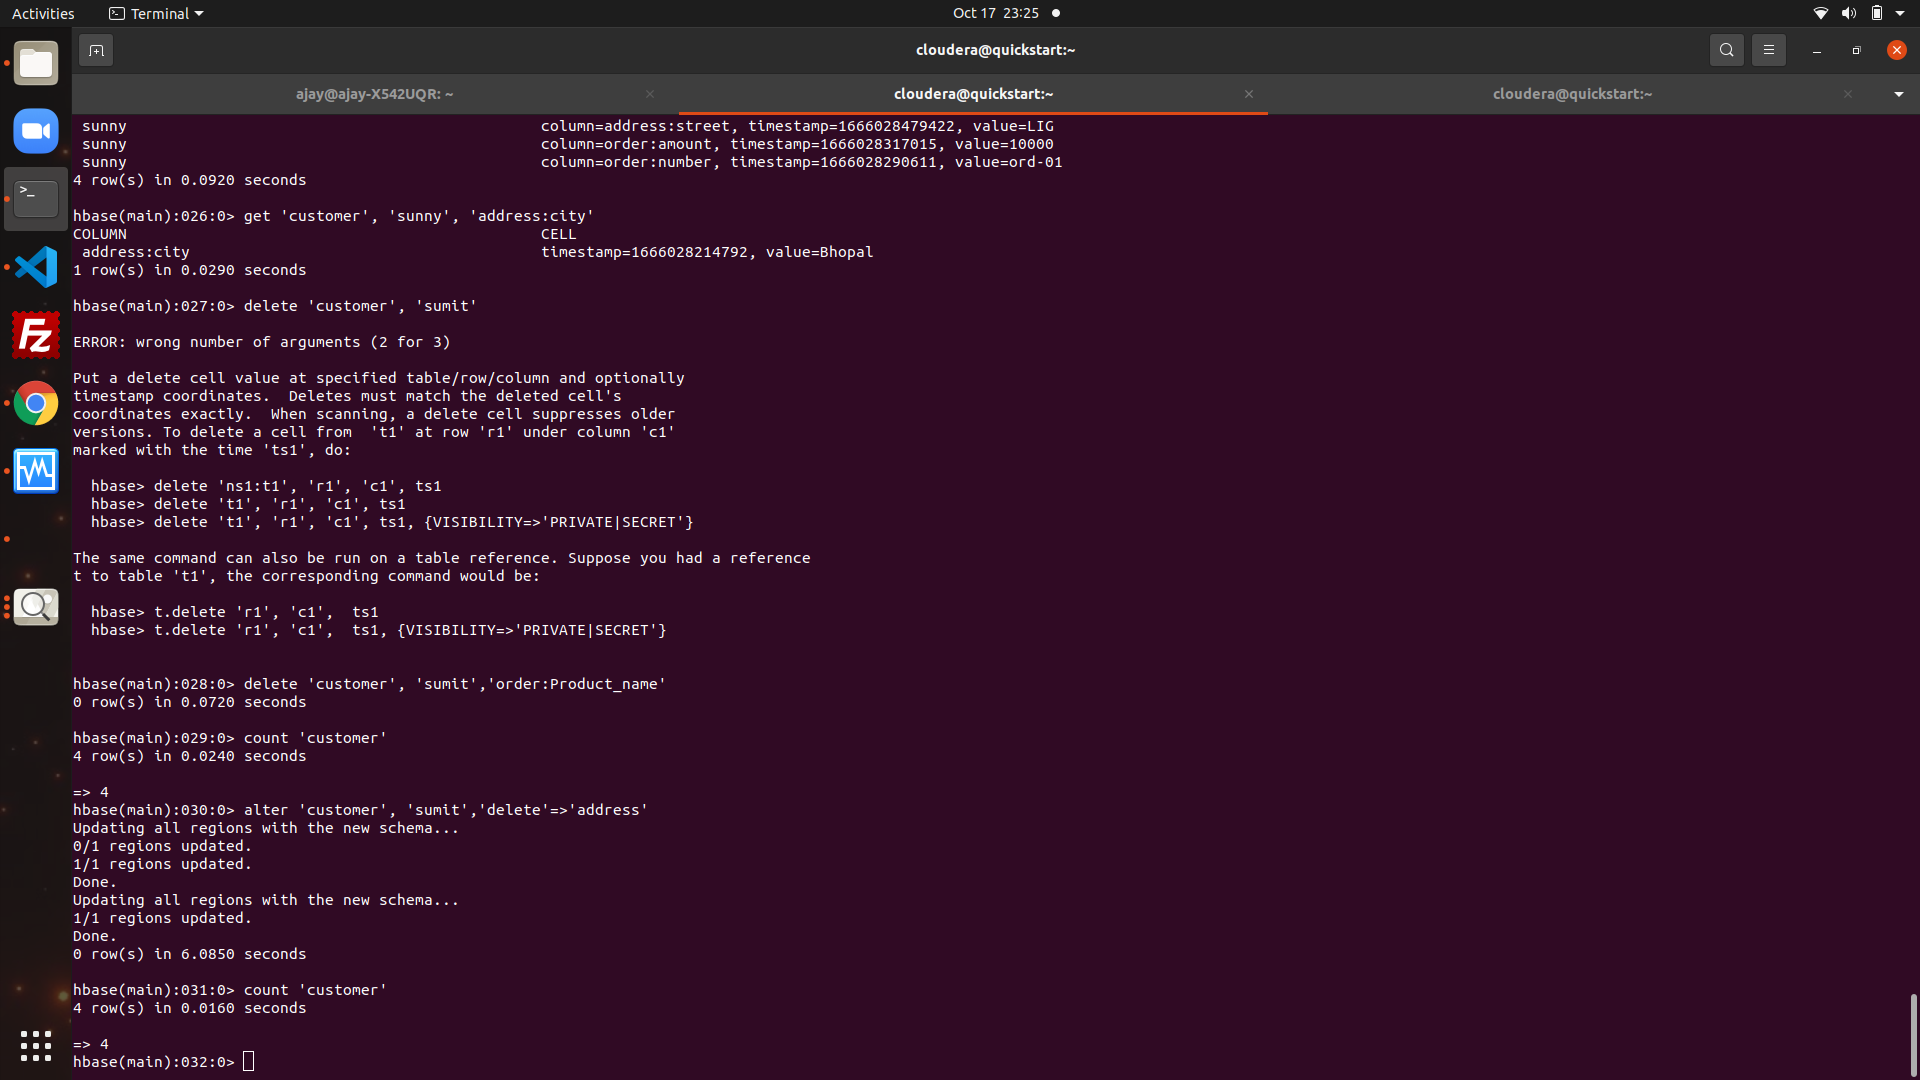 Activities
Terminal
Oct 17 23:25
cloudera@quickstart:~
ajay@ajay-X542UQR: ~
cloudera@quickstart:~
cloudera@quickstart:~
sunny column=address:street, timestamp=1666028479422, value=LIG
sunny column=order:amount, timestamp=1666028317015, value=10000
sunny column=order:number, timestamp=1666028290611, value=ord-01
4 row(s) in 0.0920 seconds
hbase(main):026:0> get 'customer', 'sunny', 'address:city'
COLUMN CELL
address:city timestamp=1666028214792, value=Bhopal
1 row(s) in 0.0290 seconds
hbase(main):027:0> delete 'customer', 'sumit'
ERROR: wrong number of arguments (2 for 3)
Put a delete cell value at specified table/row/column and optionally
timestamp coordinates.  Deletes must match the deleted cell's
coordinates exactly.  When scanning, a delete cell suppresses older
versions. To delete a cell from  't1' at row 'r1' under column 'c1'
marked with the time 'ts1', do:
hbase> delete 'ns1:t1', 'r1', 'c1', ts1
hbase> delete 't1', 'r1', 'c1', ts1
hbase> delete 't1', 'r1', 'c1', ts1, {VISIBILITY=>'PRIVATE|SECRET'}
The same command can also be run on a table reference. Suppose you had a reference
t to table 't1', the corresponding command would be:
hbase> t.delete 'r1', 'c1',  ts1
hbase> t.delete 'r1', 'c1',  ts1, {VISIBILITY=>'PRIVATE|SECRET'}
hbase(main):028:0> delete 'customer', 'sumit','order:Product_name'
0 row(s) in 0.0720 seconds
hbase(main):029:0> count 'customer'
4 row(s) in 0.0240 seconds
=> 4
hbase(main):030:0> alter 'customer', 'sumit','delete'=>'address'
Updating all regions with the new schema...
0/1 regions updated.
1/1 regions updated.
Done.
Updating all regions with the new schema...
1/1 regions updated.
Done.
0 row(s) in 6.0850 seconds
hbase(main):031:0> count 'customer'
4 row(s) in 0.0160 seconds
=> 4
hbase(main):032:0>